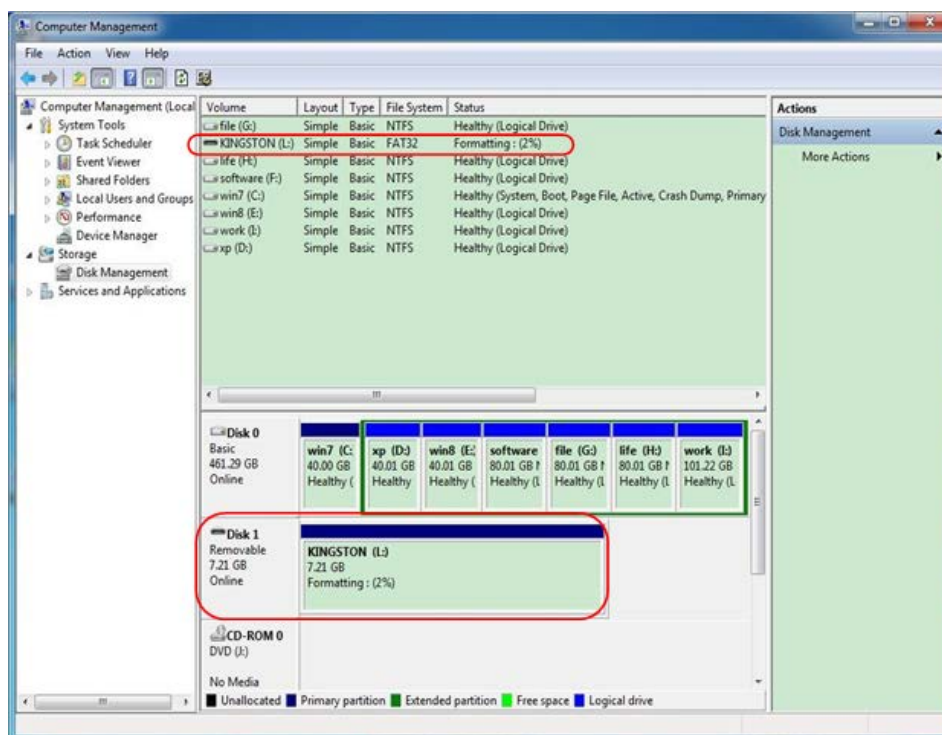 Computer Management
File Action View Help
Computer Management (Local
System Tools
Task Scheduler
Event Viewer
Shared Folders
Local Users and Groups
Performance
Device Manager
Storage
Disk Management
Services and Applications
Volume Layout Type File System Status
file (G:) Simple Basic NTFS Healthy (Logical Drive)
KINGSTON (L:) Simple Basic FAT32 Formatting : (2%)
life (H:) Simple Basic NTFS Healthy (Logical Drive)
software (F:) Simple Basic NTFS Healthy (Logical Drive)
win7 (C:) Simple Basic NTFS Healthy (System, Boot, Page File, Active, Crash Dump, Primary
win8 (E:) Simple Basic NTFS Healthy (Logical Drive)
work (I:) Simple Basic NTFS Healthy (Logical Drive)
xp (D:) Simple Basic NTFS Healthy (Logical Drive)
Actions
Disk Management
More Actions
Disk 0
Basic
461.29 GB
Online
win7 (C:
40.00 GB
Healthy (
xp (D:)
40.01 GB
Healthy
win8 (E:
40.01 GB
Healthy (
software
80.01 GB
Healthy (L
file (G:)
80.01 GB
Healthy (L
life (H:)
80.01 GB
Healthy (L
work (I:)
101.22 GB
Healthy (L
Disk 1
Removable
7.21 GB
Online
KINGSTON (L:)
7.21 GB
Formatting : (2%)
CD-ROM 0
DVD (J:)
No Media
Unallocated Primary partition Extended partition Free space Logical drive